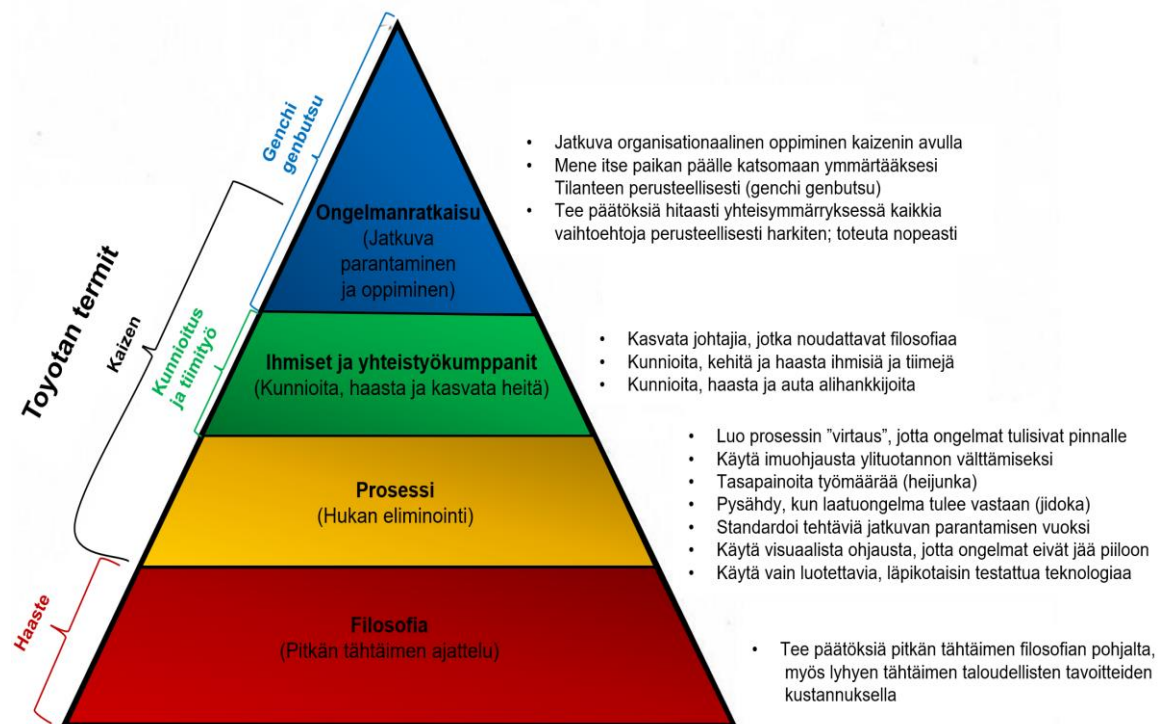 Toyotan termit
Genchi
genbutsu
Kaizen
Kunnioitus
ja tiimityö
Haaste
Ongelmanratkaisu
(Jatkuva
parantaminen
ja oppiminen)
• Jatkuva organisationaalinen oppiminen kaizenin avulla
• Mene itse paikan päälle katsomaan ymmärtääksesi
Tilanteen perusteellisesti (genchi genbutsu)
• Tee päätöksiä hitaasti yhteisymmärryksessä kaikkia
vaihtoehtoja perusteellisesti harkiten; toteuta nopeasti
Ihmiset ja yhteistyökumppanit
(Kunnioita, haasta ja kasvata heitä)
• Kasvata johtajia, jotka noudattavat filosofiaa
• Kunnioita, kehitä ja haasta ihmisiä ja tiimejä
• Kunnioita, haasta ja auta alihankkijoita
Prosessi
(Hukan eliminointi)
• Luo prosessin ”virtaus”, jotta ongelmat tulisivat pinnalle
• Käytä imuohjausta ylituotannon välttämiseksi
• Tasapainoita työmäärää (heijunka)
• Pysähdy, kun laatuongelma tulee vastaan (jidoka)
• Standardoi tehtäviä jatkuvan parantamisen vuoksi
• Käytä visuaalista ohjausta, jotta ongelmat eivät jää piiloon
• Käytä vain luotettavia, läpikotaisin testattua teknologiaa
Filosofia
(Pitkän tähtäimen ajattelu)
• Tee päätöksiä pitkän tähtäimen filosofian pohjalta,
myös lyhyen tähtäimen taloudellisten tavoitteiden
kustannuksella